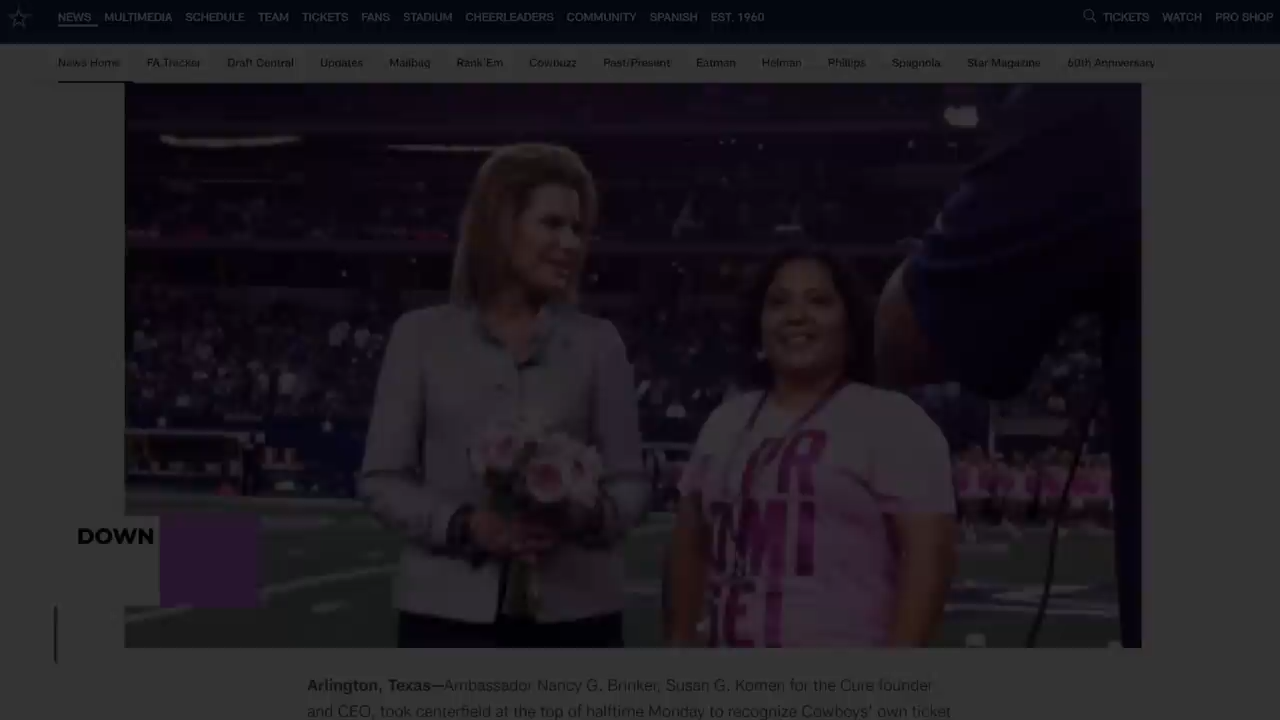 NEWS MULTIMEDIA SCHEDULE TEAM TICKETS FANS STADIUM CHEERLEADERS COMMUNITY SPANISH EST. 1960 TICKETS WATCH PRO SHOP
News Home FA Tracker Draft Central Updates Mailbag Rank'Em Cowbuzz Past/Present Eatman Helman Phillips Spagnola Star Magazine 60th Anniversary
DOWN
Arlington, Texas—Ambassador Nancy G. Brinker, Susan G. Komen for the Cure founder
and CEO, took centerfield at the top of halftime Monday to recognize Cowboys' own ticket